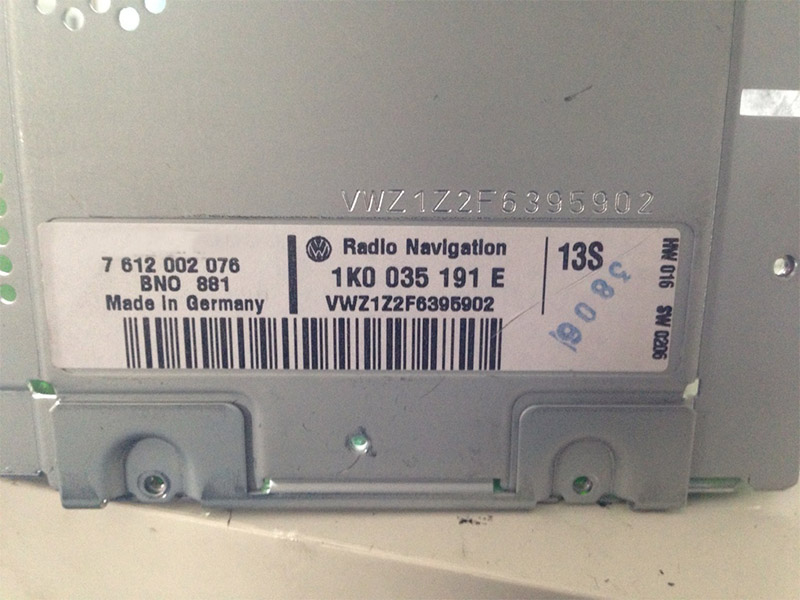 VWZ1Z2F6395902
7 612 002 076
BNO 881
Made in Germany
Radio Navigation
1K0 035 191 E
VWZ1Z2F6395902
13S
3806
HW 016 SW 0206